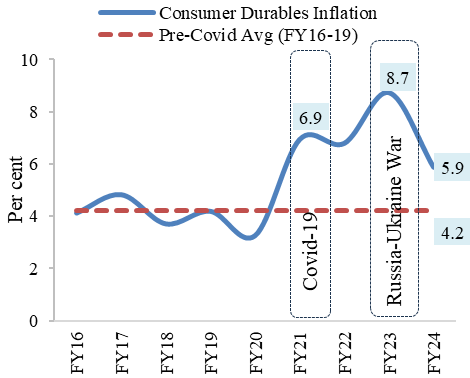 Consumer Durables Inflation
Pre-Covid Avg (FY16-19)
Per cent
10
8
6
4
2
0
6.9
8.7
5.9
4.2
Covid-19
Russia-Ukraine War
FY16
FY17
FY18
FY19
FY20
FY21
FY22
FY23
FY24